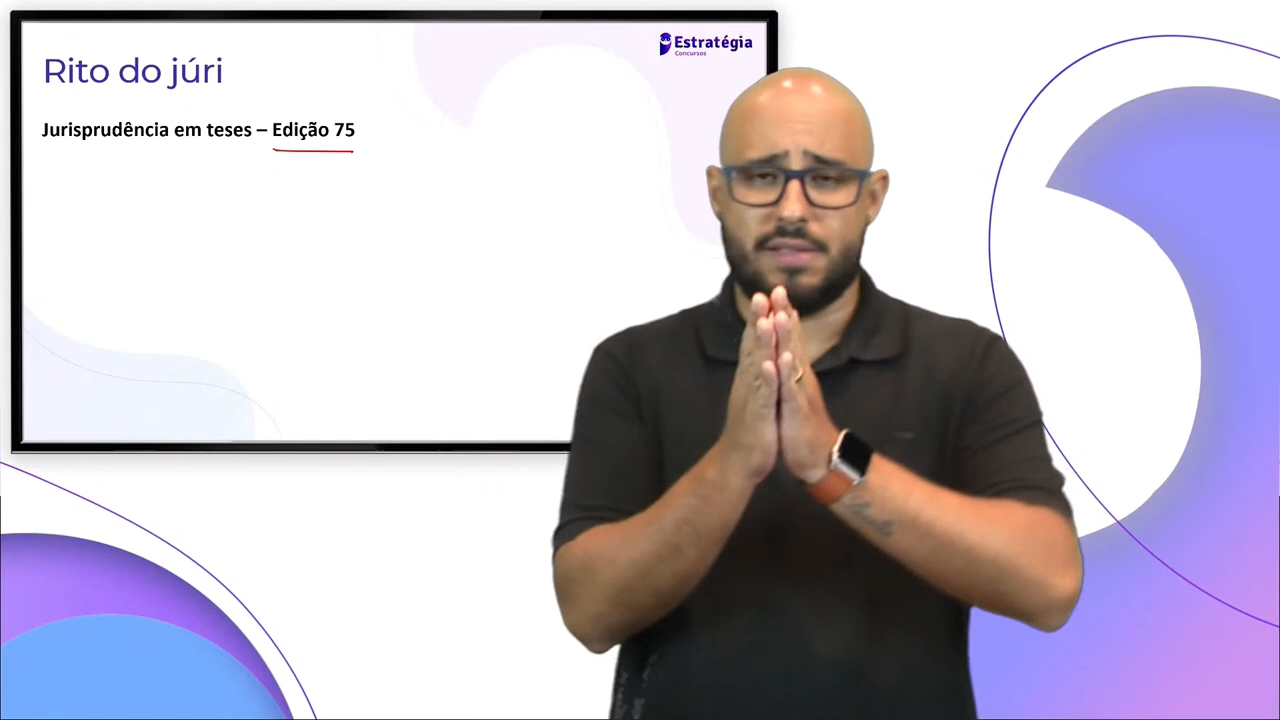 Estratégia
Concursos
Rito do júri
Jurisprudência em teses – Edição 75